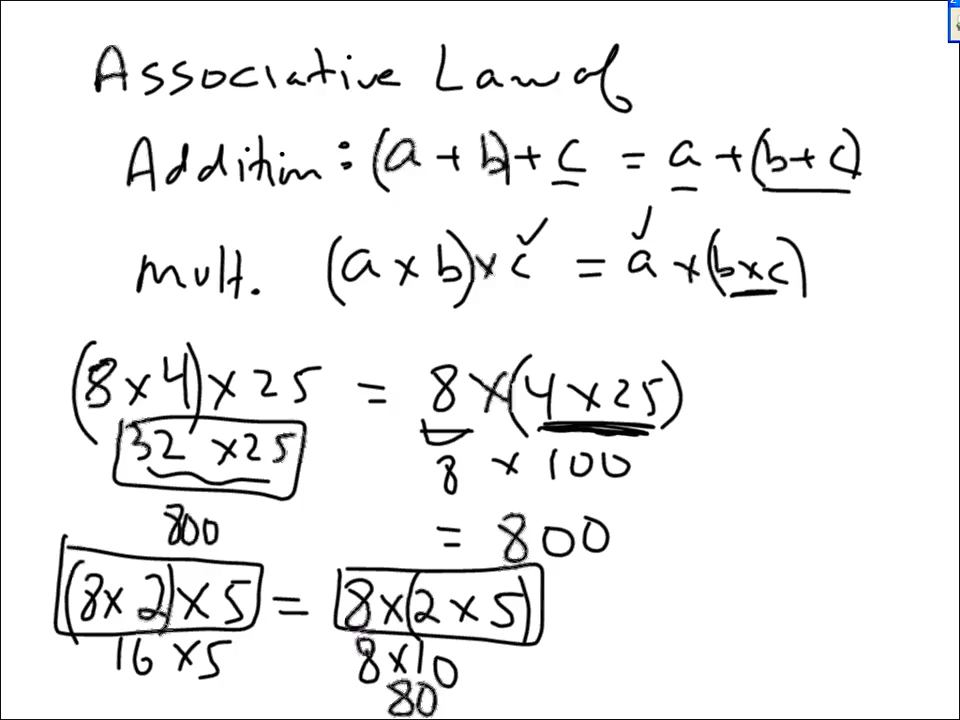 Associative Law of
Addition: (a + b) + c = a + (b + c)
mult. (a x b) x c = a x (b x c)
(8 x 4) x 25 = 8 x (4 x 25)
32 x 25
8 x 100
800
= 800
(8 x 2) x 5 = 8 x (2 x 5)
16 x 5
8 x 10
80